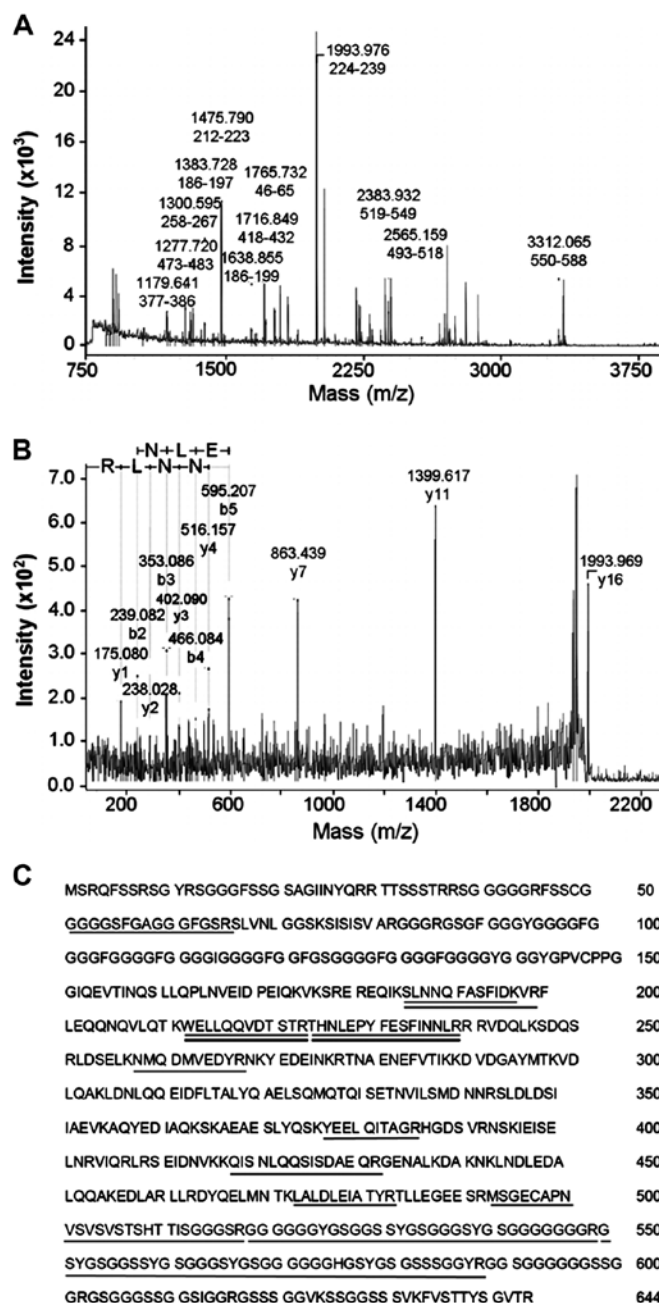 A
Intensity (x10³)
24
20
16
12
8
4
0
1993.976
224-239
1475.790
212-223
1383.728
186-197
1300.595
258-267
1277.720
473-483
1179.641
377-386
1765.732
46-65
1716.849
418-432
1638.855
186-199
2383.932
519-549
2565.159
493-518
3312.065
550-588
750
1500
2250
3000
3750
Mass (m/z)
B
N L E
R L N N
Intensity (x10²)
7.0
6.0
5.0
4.0
3.0
2.0
1.0
0.0
595.207
b5
516.157
y4
353.086
b3
402.090
y3
239.082
b2
466.084
b4
175.080
y1
238.028
y2
863.439
y7
1399.617
y11
1993.969
y16
200
600
1000
1400
1800
2200
Mass (m/z)
C
MSRQFSSRSG YRSGGGFSSG SAGIINYQRR TTSSSTRRSG GGGGRFSSCG 50
GGGGSFGAGG GFGSRSLVNL GGSKSISISV ARGGGRGSGF GGGYGGGGFG 100
GGGFGGGGFG GGGIGGGGFG GFGSGGGGFG GGGFGGGGYG GGYGPVCPPG 150
GIQEVTINQS LLQPLNVEID PEIQKVKSRE REQIKSLNNQ FASFIDKVRF 200
LEQQNQVLQT KWELLQQVDT STRTHNLEPY FESFINNLRR RVDQLKSDQS 250
RLDSELKNMQ DMVEDYRNKY EDEINKRTNA ENEFVTIKKD VDGAYMTKVD 300
LQAKLDNLQQ EIDFLTALYQ AELSQMQTQI SETNVILSMD NNRSLDLDSI 350
IAEVKAQYED IAQKSKAEAE SLYQSKYEEL QITAGRHGDS VRNSKIEISE 400
LNRVIQRLRS EIDNVKKQIS NLQQSISDAE QRGENALKDA KNKLNDLEDA 450
LQQAKEDLAR LLRDYQELMN TKLALDLEIA TYRTLLEGEE SRMSGECAPN 500
VSVSVSTSHT TISGGGSRGG GGGGYGSGGS SYGSGGGSYG SGGGGGGGRG 550
SYGSGGSSYG SGGGSYGSGG GGGGHGSYGS GSSSGGYRGG SGGGGGGSSG 600
GRGSGGGSSG GSIGGRGSSS GGVKSSGGSS SVKFVSTTYS GVTR 644